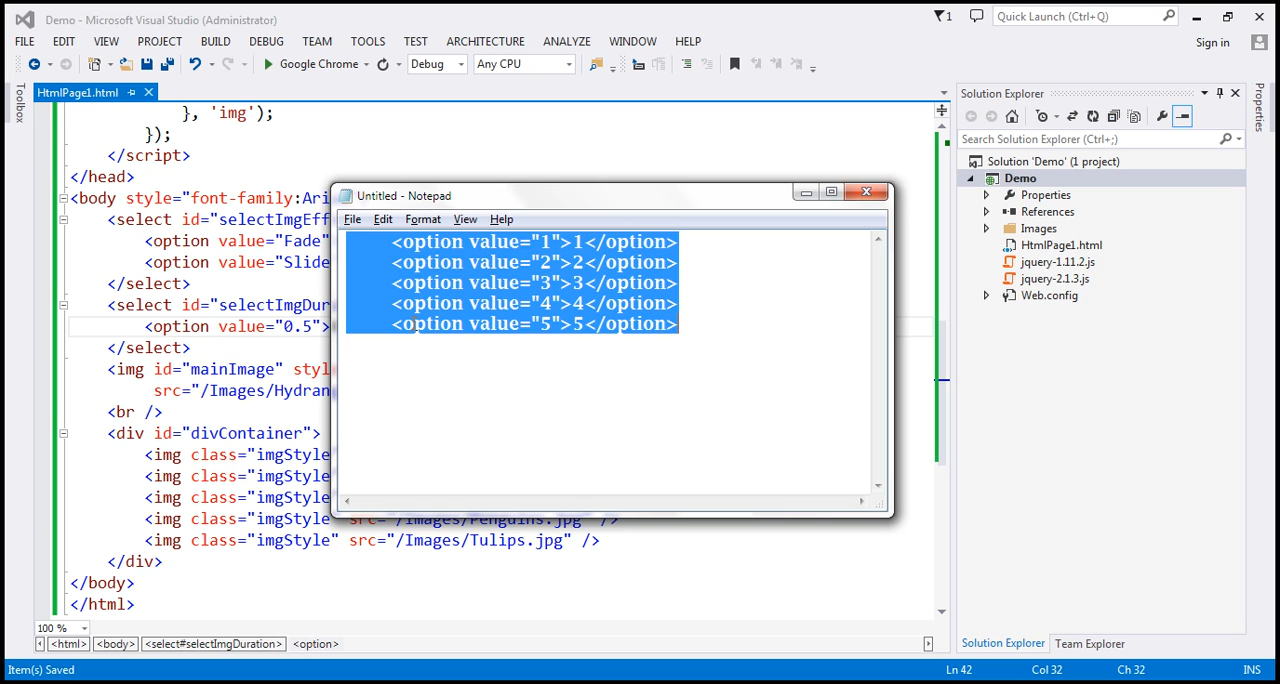 Demo - Microsoft Visual Studio (Administrator)
1
Quick Launch (Ctrl+Q)
FILE EDIT VIEW PROJECT BUILD DEBUG TEAM TOOLS TEST ARCHITECTURE ANALYZE WINDOW HELP
Sign in
Google Chrome Debug Any CPU
Toolbox
HtmlPage1.html
}, 'img');
});
</script>
</head>
<body style="font-family:Ari
<select id="selectImgEff
<option value="Fade"
<option value="Slide
</select>
<select id="selectImgDur
<option value="0.5">
</select>
<img id="mainImage" styl
src="/Images/Hydran
<br />
<div id="divContainer">
<img class="imgStyle"
<img class="imgStyle"
<img class="imgStyle"
<img class="imgStyle" src="/Images/Penguins.jpg" />
<img class="imgStyle" src="/Images/Tulips.jpg" />
</div>
</body>
</html>
100 %
<html> <body> <select#selectImgDuration> <option>
Untitled - Notepad
File Edit Format View Help
<option value="1">1</option>
<option value="2">2</option>
<option value="3">3</option>
<option value="4">4</option>
<option value="5">5</option>
Solution Explorer
Search Solution Explorer (Ctrl+;)
Solution 'Demo' (1 project)
Demo
Properties
References
Images
HtmlPage1.html
jquery-1.11.2.js
jquery-2.1.3.js
Web.config
Solution Explorer Team Explorer
Properties
Item(s) Saved
Ln 42 Col 32 Ch 32 INS